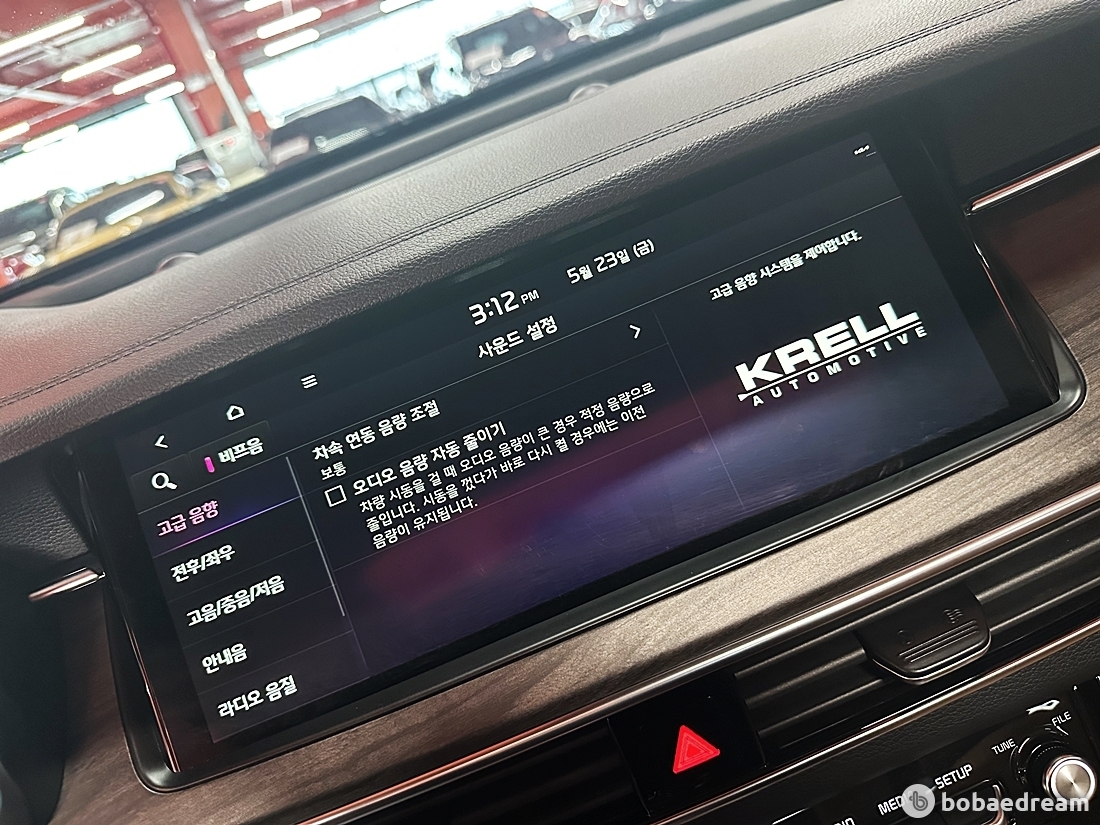 3:12 PM
5월 23일 (금)
사운드 설정
비프음
고급 음향
전후/좌우
고음/중음/저음
안내음
라디오 음질
차속 연동 음량 조절
보통
오디오 음량 자동 줄이기
차량 시동을 걸 때 오디오 음량이 큰 경우 적정 음량으로
줄입니다. 시동을 껐다가 바로 다시 켤 경우에는 이전
음량이 유지됩니다.
고급 음향 시스템을 제어합니다.
KRELL
AUTOMOTIVE
FILE
TUNE
SETUP
bobaedream